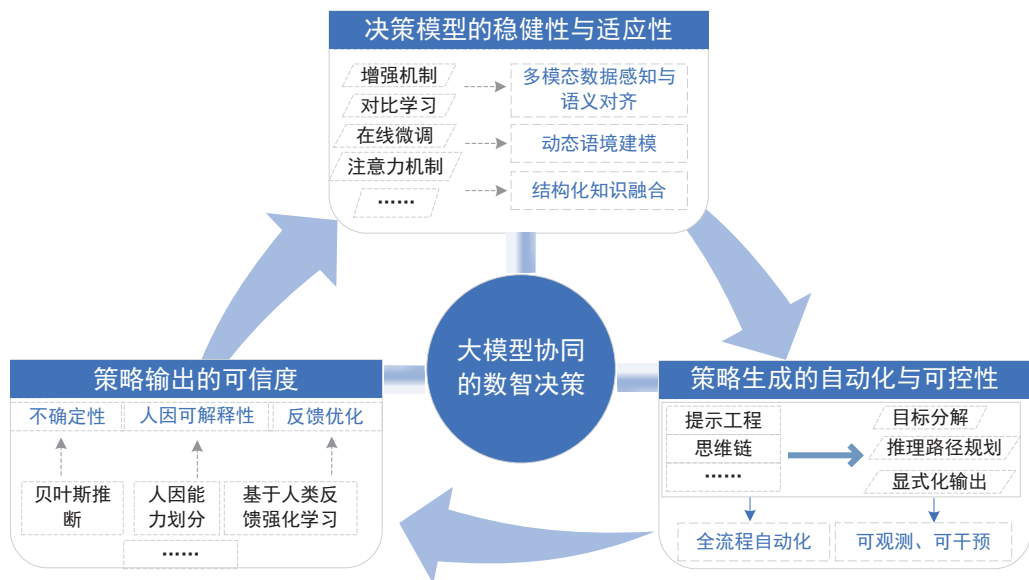 决策模型的稳健性与适应性
增强机制
对比学习
在线微调
注意力机制
……
多模态数据感知与
语义对齐
动态语境建模
结构化知识融合
大模型协同
的数智决策
策略输出的可信度
不确定性
人因可解释性
反馈优化
贝叶斯推
断
人因能
力划分
基于人类反
馈强化学习
……
策略生成的自动化与可控性
提示工程
思维链
……
目标分解
推理路径规划
显式化输出
全流程自动化
可观测、可干预